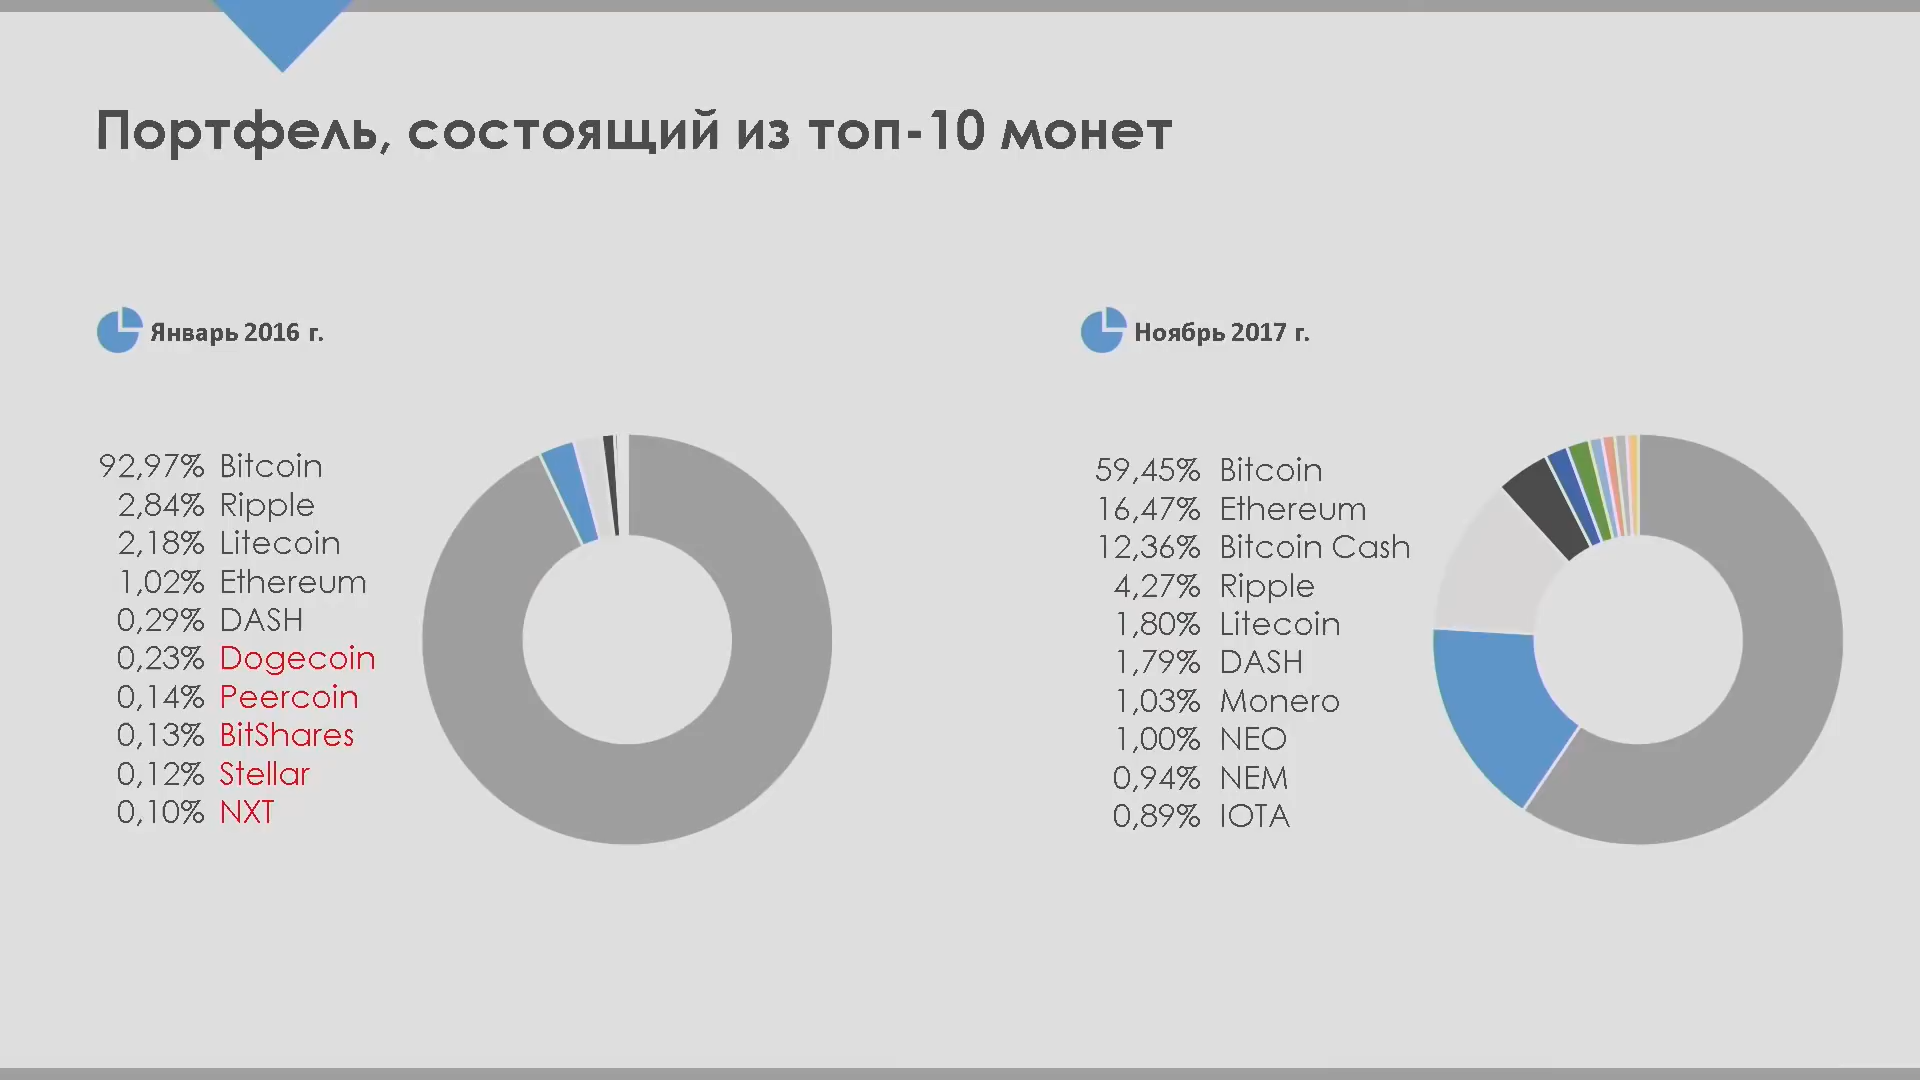 Портфель, состоящий из топ-10 монет
Январь 2016 г.
92,97% Bitcoin
2,84% Ripple
2,18% Litecoin
1,02% Ethereum
0,29% DASH
0,23% Dogecoin
0,14% Peercoin
0,13% BitShares
0,12% Stellar
0,10% NXT
Ноябрь 2017 г.
59,45% Bitcoin
16,47% Ethereum
12,36% Bitcoin Cash
4,27% Ripple
1,80% Litecoin
1,79% DASH
1,03% Monero
1,00% NEO
0,94% NEM
0,89% IOTA